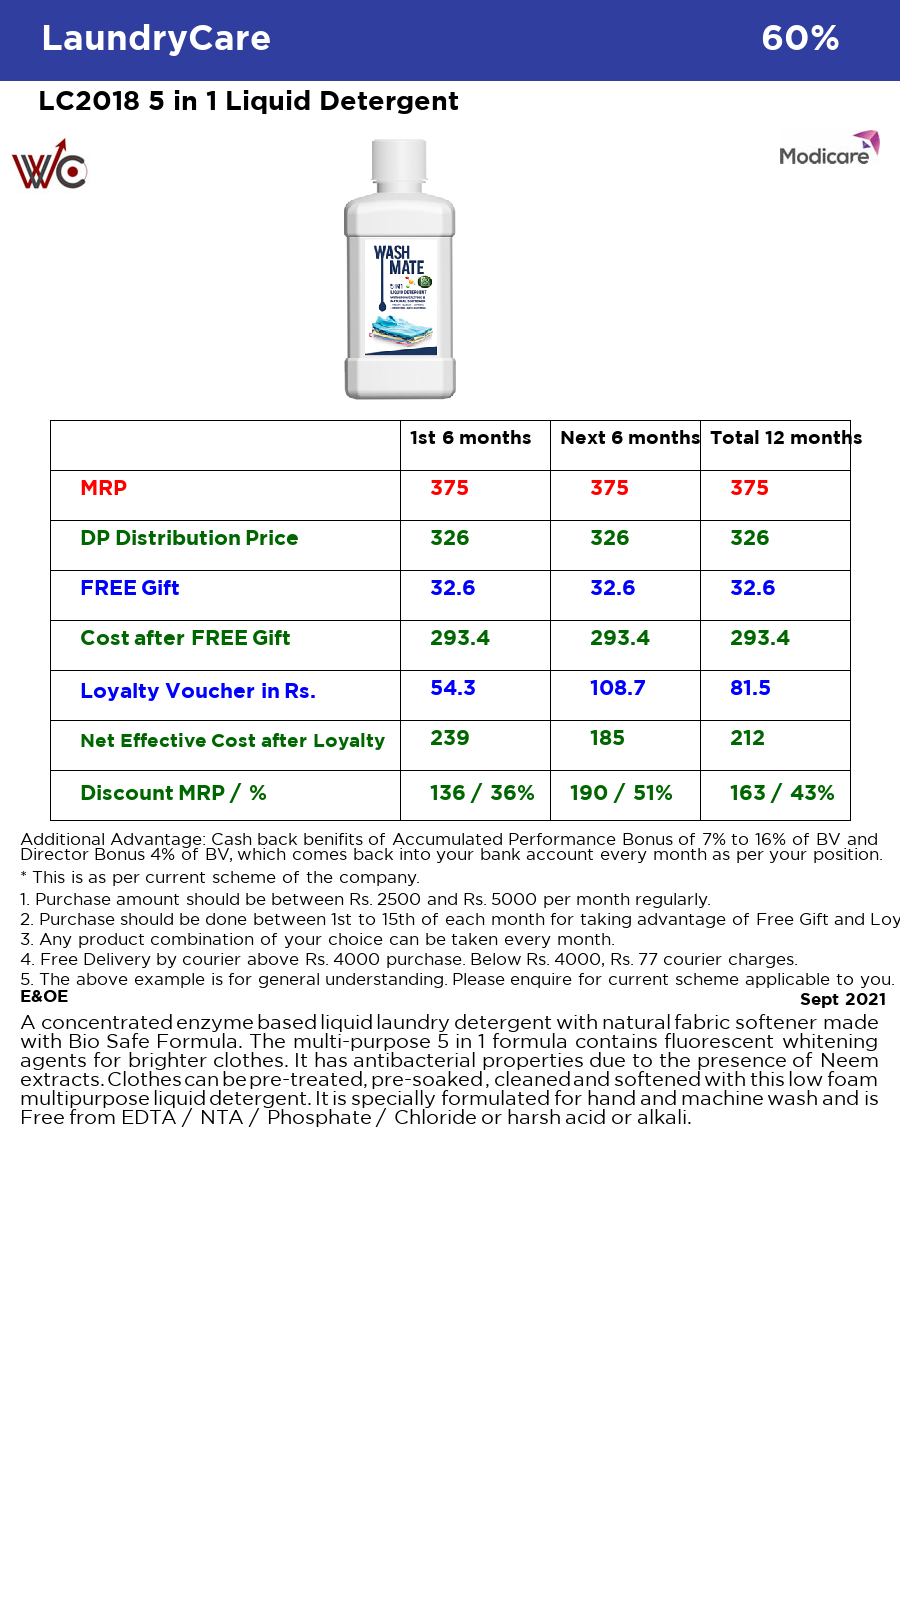 LaundryCare 60%
LC2018 5 in 1 Liquid Detergent
WC
Modicare
WASH
MATE
5 IN 1
LIQUID DETERGENT
1st 6 months Next 6 months Total 12 months
MRP 375 375 375
DP Distribution Price 326 326 326
FREE Gift 32.6 32.6 32.6
Cost after FREE Gift 293.4 293.4 293.4
Loyalty Voucher in Rs. 54.3 108.7 81.5
Net Effective Cost after Loyalty 239 185 212
Discount MRP / % 136 / 36% 190 / 51% 163 / 43%
Additional Advantage: Cash back benifits of Accumulated Performance Bonus of 7% to 16% of BV and
Director Bonus 4% of BV, which comes back into your bank account every month as per your position.
* This is as per current scheme of the company.
1. Purchase amount should be between Rs. 2500 and Rs. 5000 per month regularly.
2. Purchase should be done between 1st to 15th of each month for taking advantage of Free Gift and Loy
3. Any product combination of your choice can be taken every month.
4. Free Delivery by courier above Rs. 4000 purchase. Below Rs. 4000, Rs. 77 courier charges.
5. The above example is for general understanding. Please enquire for current scheme applicable to you.
E&OE
Sept 2021
A concentrated enzyme based liquid laundry detergent with natural fabric softener made
with Bio Safe Formula. The multi-purpose 5 in 1 formula contains fluorescent whitening
agents for brighter clothes. It has antibacterial properties due to the presence of Neem
extracts. Clothes can be pre-treated, pre-soaked, cleaned and softened with this low foam
multipurpose liquid detergent. It is specially formulated for hand and machine wash and is
Free from EDTA / NTA / Phosphate / Chloride or harsh acid or alkali.